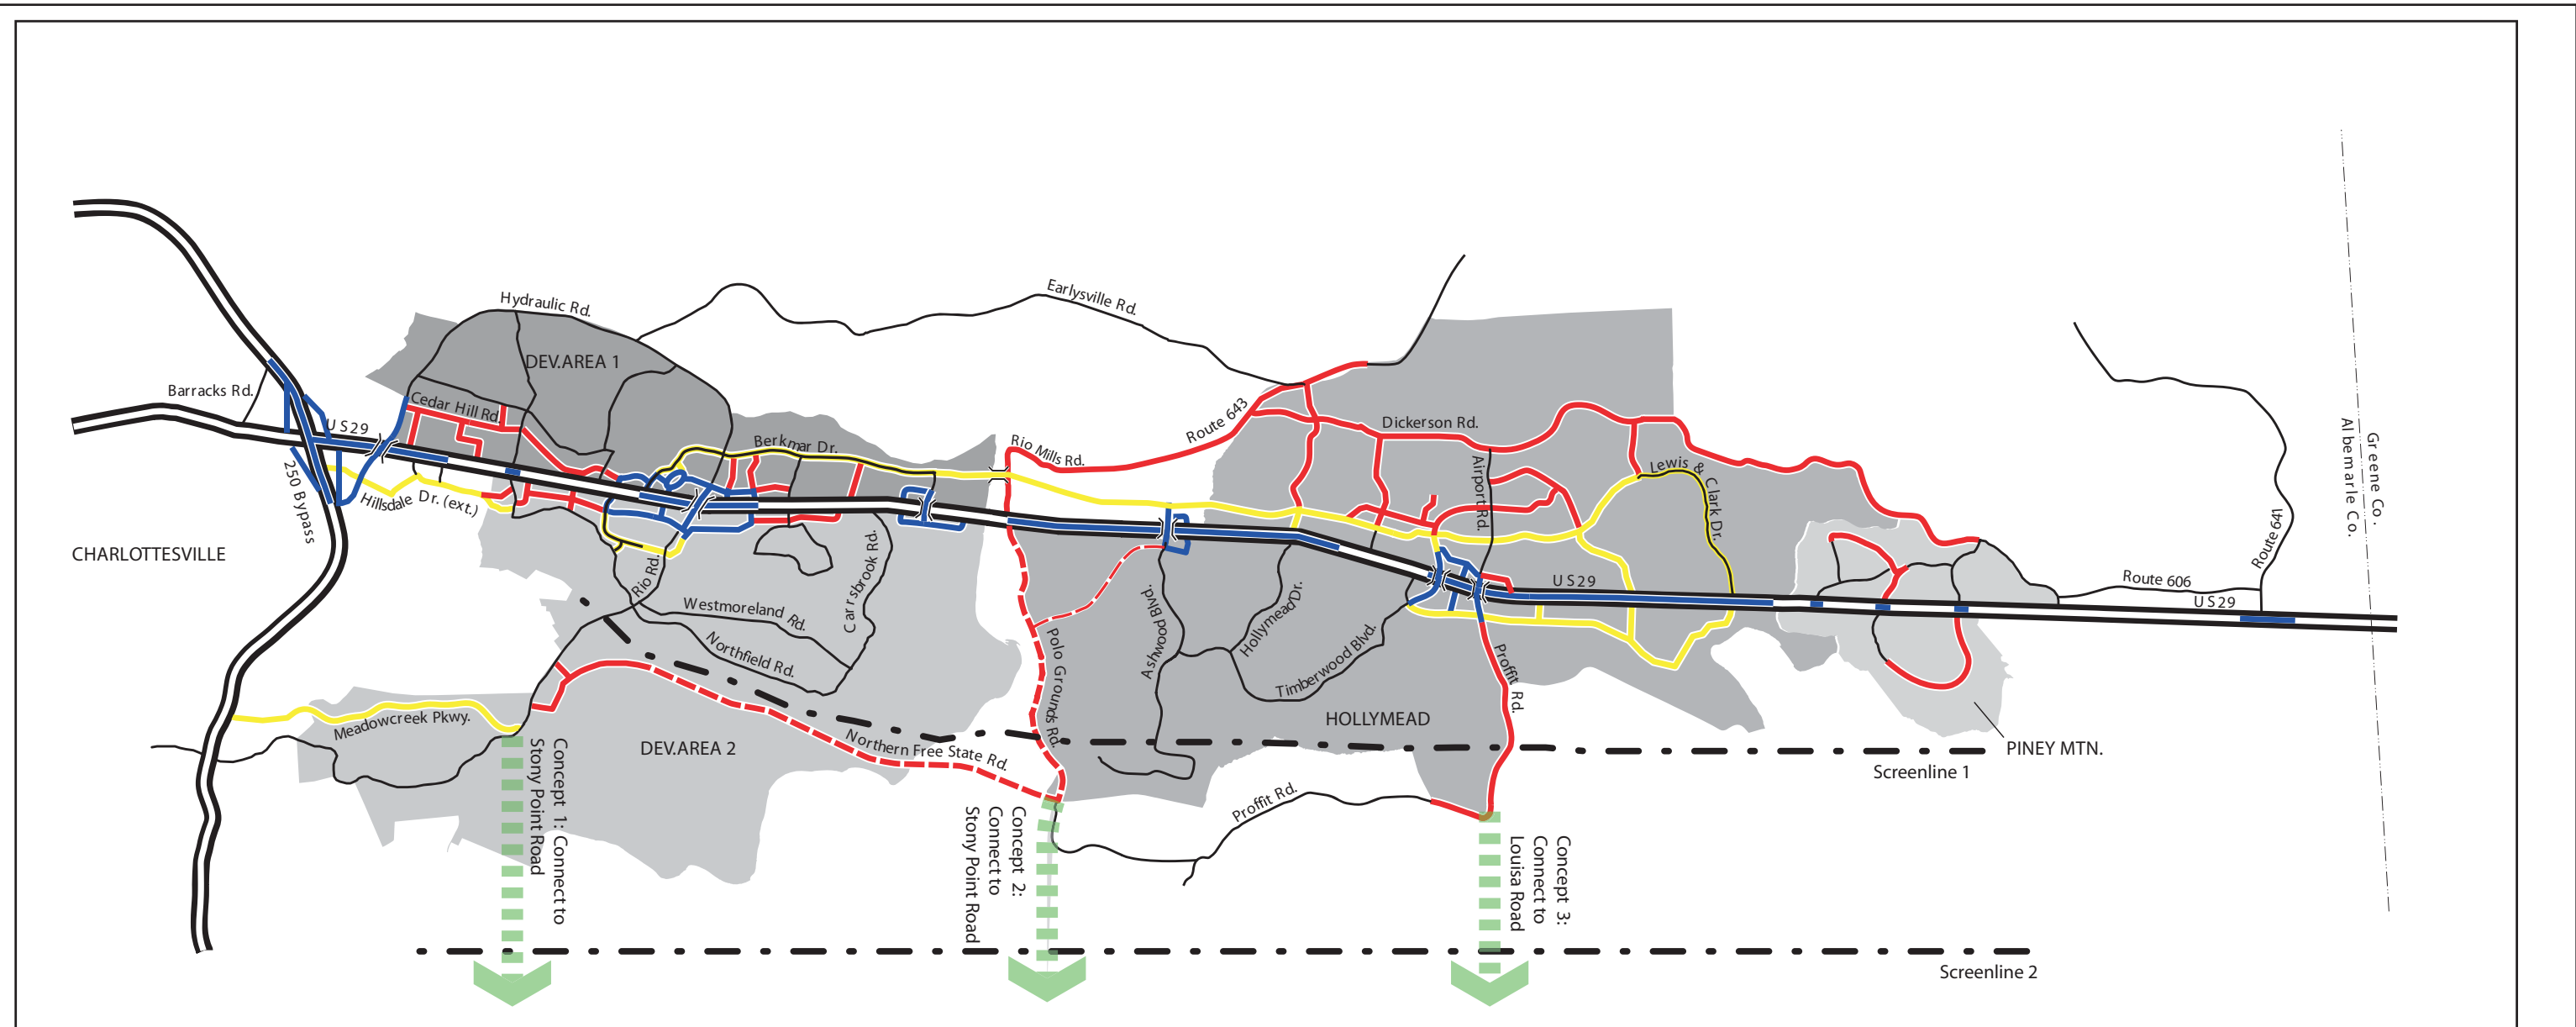 Hydraulic Rd.
Earlysville Rd.
DEV.AREA 1
Barracks Rd.
Cedar Hill Rd.
US29
Berkmar Dr.
Rio Mills Rd.
Route 643
Dickerson Rd.
Airport Rd.
Lewis &
Clark Dr.
Albemarle Co.
Greene Co.
250 Bypass
Hillsdale Dr. (ext.)
CHARLOTTESVILLE
Rio Rd.
Carrsbrook Rd.
Westmoreland Rd.
Northfield Rd.
Ashwood Blvd.
Hollymead Dr.
Timberwood Blvd.
US29
Route 641
Route 606
US29
Polo Grounds Rd.
Proffit Rd.
HOLLYMEAD
Meadowcreek Pkwy.
DEV.AREA 2
Northern Free State Rd.
PINEY MTN.
Screenline 1
Proffit Rd.
Concept 1: Connect to
Stony Point Road
Concept 2:
Connect to
Stony Point Road
Concept 3:
Connect to
Louisa Road
Screenline 2